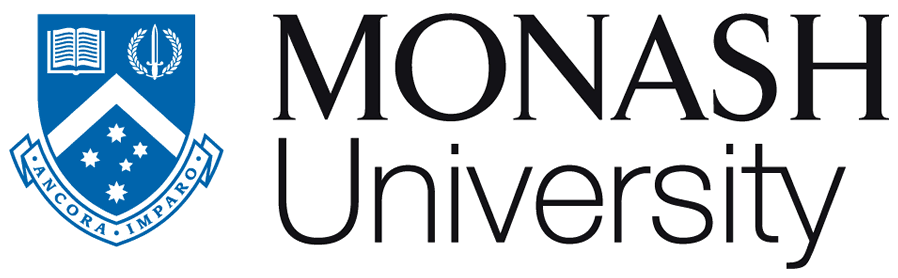 MONASH
University
· ANCORA · IMPARO ·